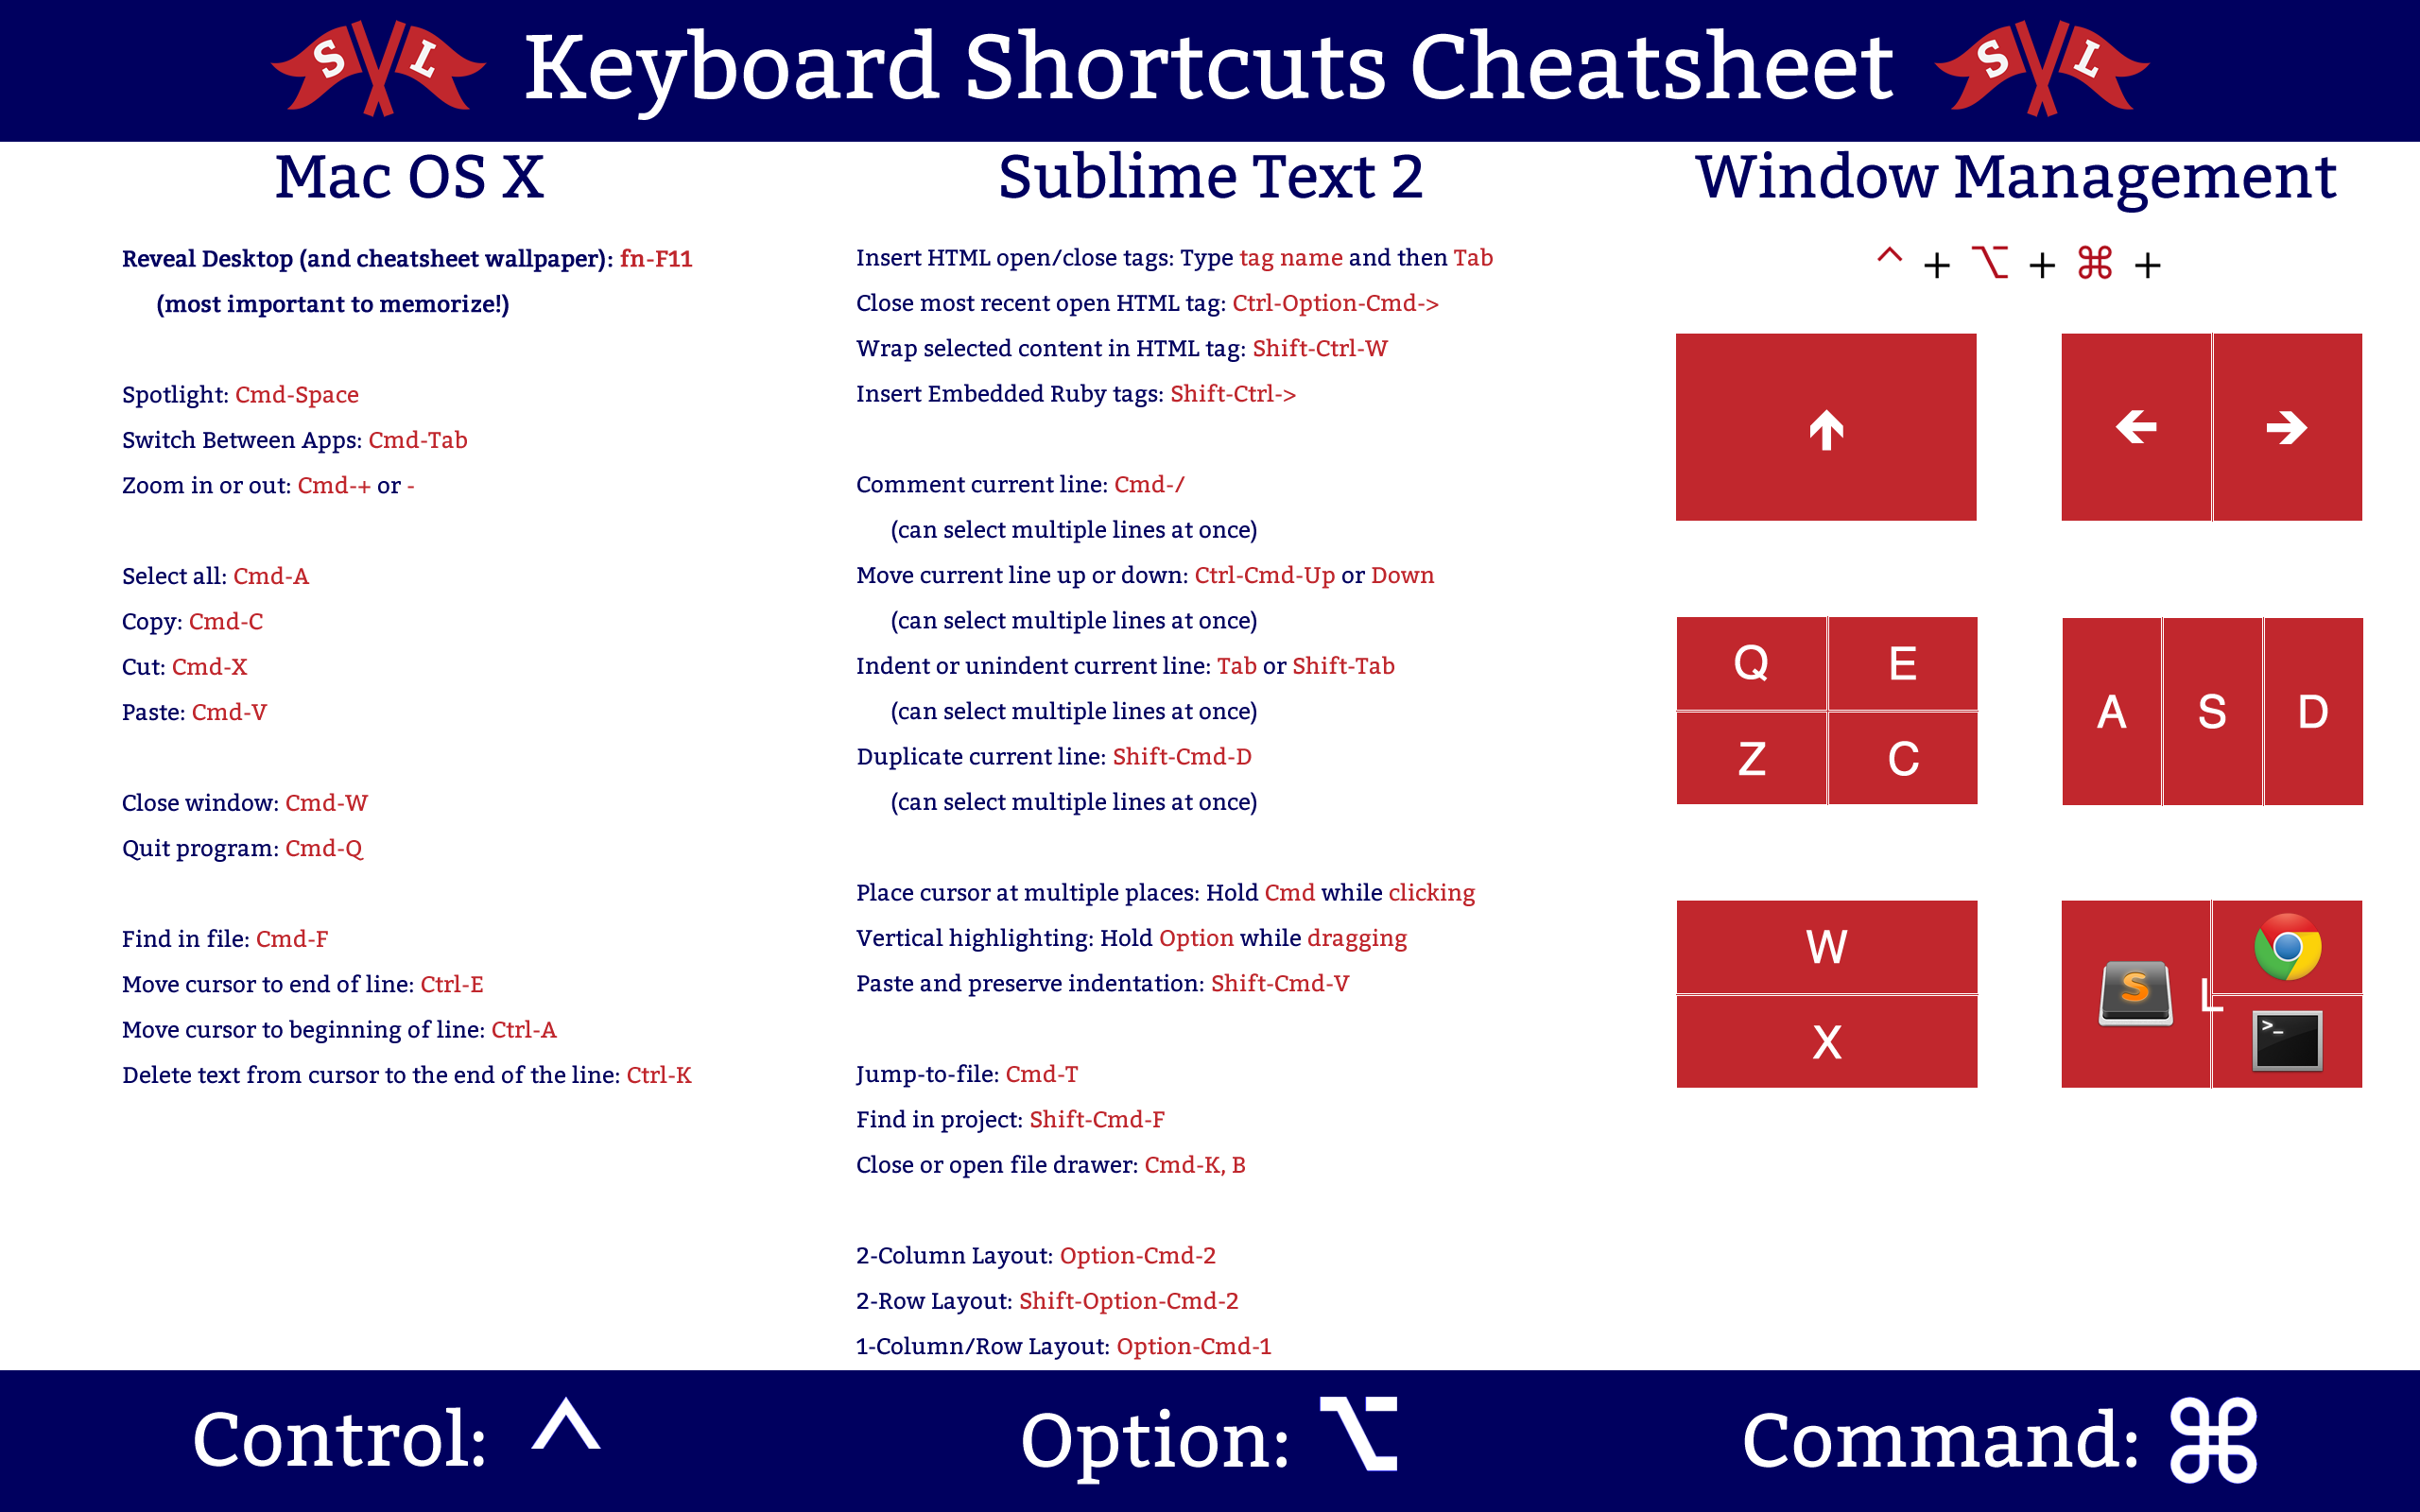 S L Keyboard Shortcuts Cheatsheet S L
Mac OS X
Reveal Desktop (and cheatsheet wallpaper): fn-F11
(most important to memorize!)
Spotlight: Cmd-Space
Switch Between Apps: Cmd-Tab
Zoom in or out: Cmd-+ or -
Select all: Cmd-A
Copy: Cmd-C
Cut: Cmd-X
Paste: Cmd-V
Close window: Cmd-W
Quit program: Cmd-Q
Find in file: Cmd-F
Move cursor to end of line: Ctrl-E
Move cursor to beginning of line: Ctrl-A
Delete text from cursor to the end of the line: Ctrl-K
Sublime Text 2
Insert HTML open/close tags: Type tag name and then Tab
Close most recent open HTML tag: Ctrl-Option-Cmd->
Wrap selected content in HTML tag: Shift-Ctrl-W
Insert Embedded Ruby tags: Shift-Ctrl->
Comment current line: Cmd-/
(can select multiple lines at once)
Move current line up or down: Ctrl-Cmd-Up or Down
(can select multiple lines at once)
Indent or unindent current line: Tab or Shift-Tab
(can select multiple lines at once)
Duplicate current line: Shift-Cmd-D
(can select multiple lines at once)
Place cursor at multiple places: Hold Cmd while clicking
Vertical highlighting: Hold Option while dragging
Paste and preserve indentation: Shift-Cmd-V
Jump-to-file: Cmd-T
Find in project: Shift-Cmd-F
Close or open file drawer: Cmd-K, B
2-Column Layout: Option-Cmd-2
2-Row Layout: Shift-Option-Cmd-2
1-Column/Row Layout: Option-Cmd-1
Window Management
^ + ⌥ + ⌘ +
↑ ← →
Q E
Z C
A S D
W
X
S L >_
Control: ^
Option: ⌥
Command: ⌘